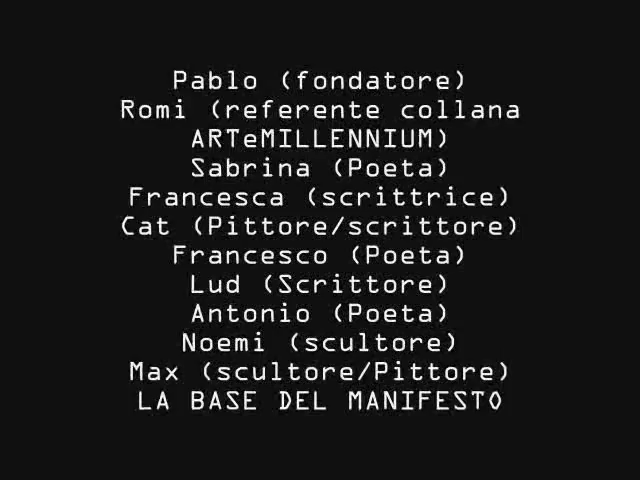 Pablo (fondatore)
Romi (referente collana
ARTeMILLENNIUM)
Sabrina (Poeta)
Francesca (scrittrice)
Cat (Pittore/scrittore)
Francesco (Poeta)
Lud (Scrittore)
Antonio (Poeta)
Noemi (scultore)
Max (scultore/Pittore)
LA BASE DEL MANIFESTO